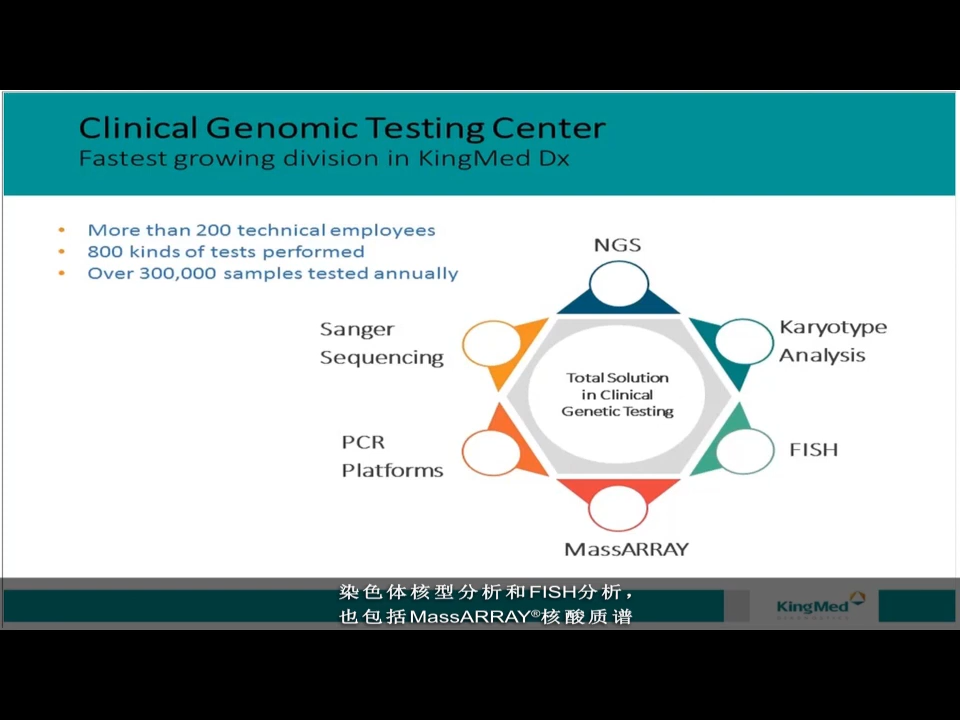 Clinical Genomic Testing Center
Fastest growing division in KingMed Dx
• More than 200 technical employees
• 800 kinds of tests performed
• Over 300,000 samples tested annually
NGS
Sanger
Sequencing
Karyotype
Analysis
Total Solution
in Clinical
Genetic Testing
PCR
Platforms
FISH
MassARRAY
染色体核型分析和FISH分析，
也包括MassARRAY®核酸质谱
KingMed